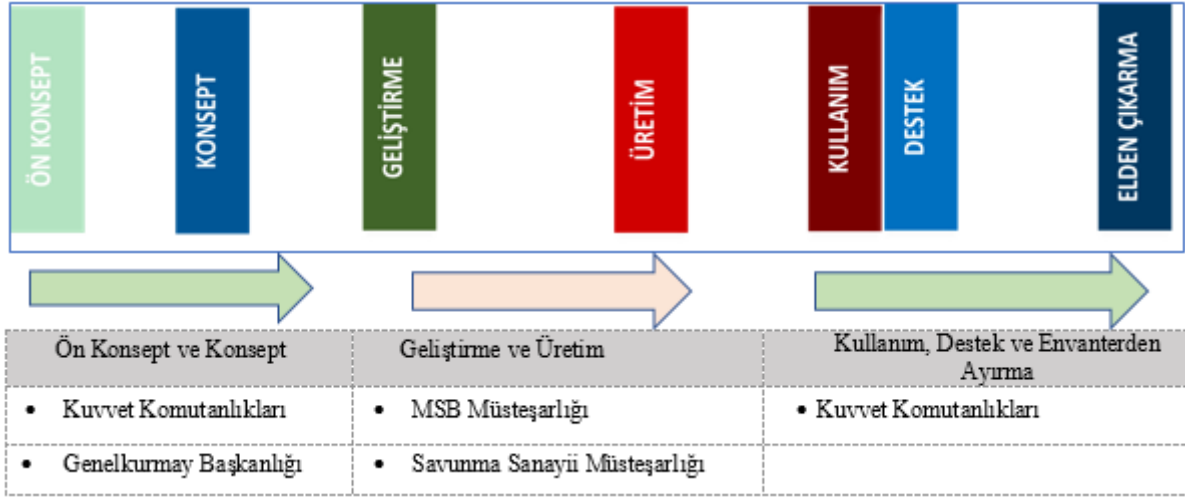 ÖN KONSEPT
KONSEPT
GELİŞTİRME
ÜRETİM
KULLANIM
DESTEK
ELDEN ÇIKARMA
Ön Konsept ve Konsept
Geliştirme ve Üretim
Kullanım, Destek ve Envanterden
Ayırma
• Kuvvet Komutanlıkları
• MSB Müsteşarlığı
• Kuvvet Komutanlıkları
• Genelkurmay Başkanlığı
• Savunma Sanayii Müsteşarlığı